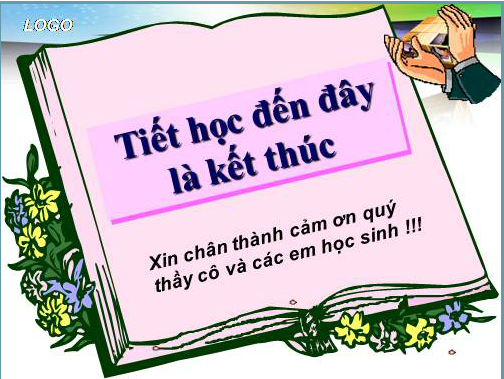 LOGO
Tiết học đến đây
là kết thúc
Xin chân thành cảm ơn quý
thầy cô và các em học sinh !!!